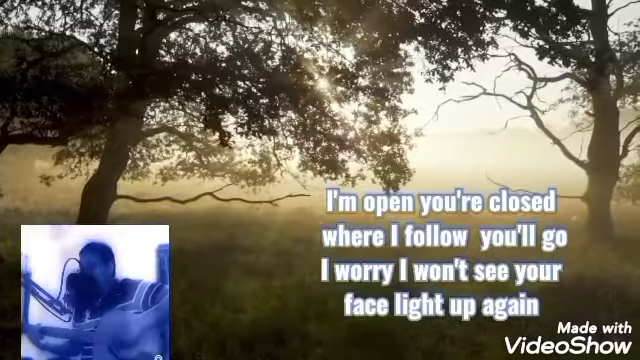 I'm open you're closed
where I follow you'll go
I worry I won't see your
face light up again
Made with
VideoShow